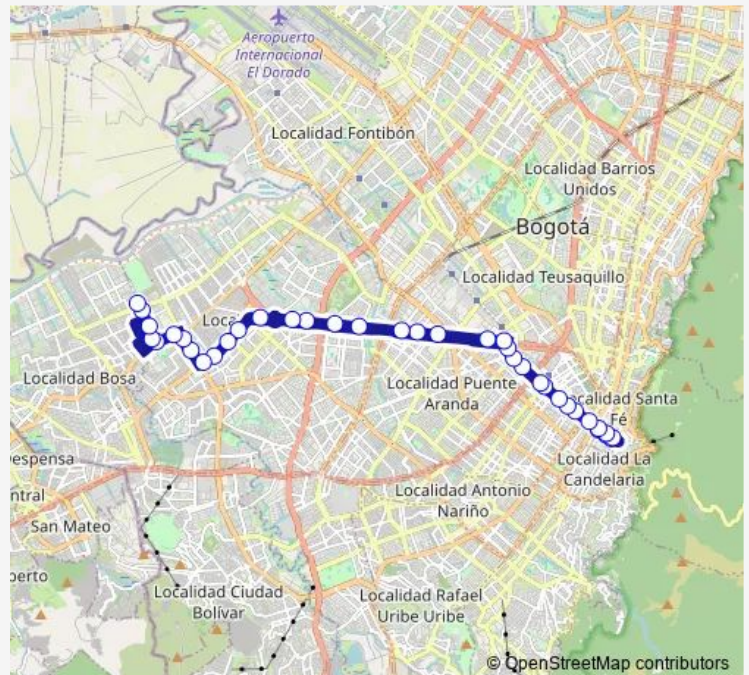 Aeropuerto
Internacional
El Dorado
Localidad Fontibón
Localidad Barrios
Unidos
Bogotá
Localidad Teusaquillo
Loca
Localidad Bosa
Localidad Puente
Aranda
calidad Santa
Fé
Localidad La
Candelaria
espensa
ntral
Localidad Antonio
Nariño
San Mateo
perto
Localidad Ciudad
Bolívar
Localidad Rafael
Uribe Uribe
© OpenStreetMap contributors